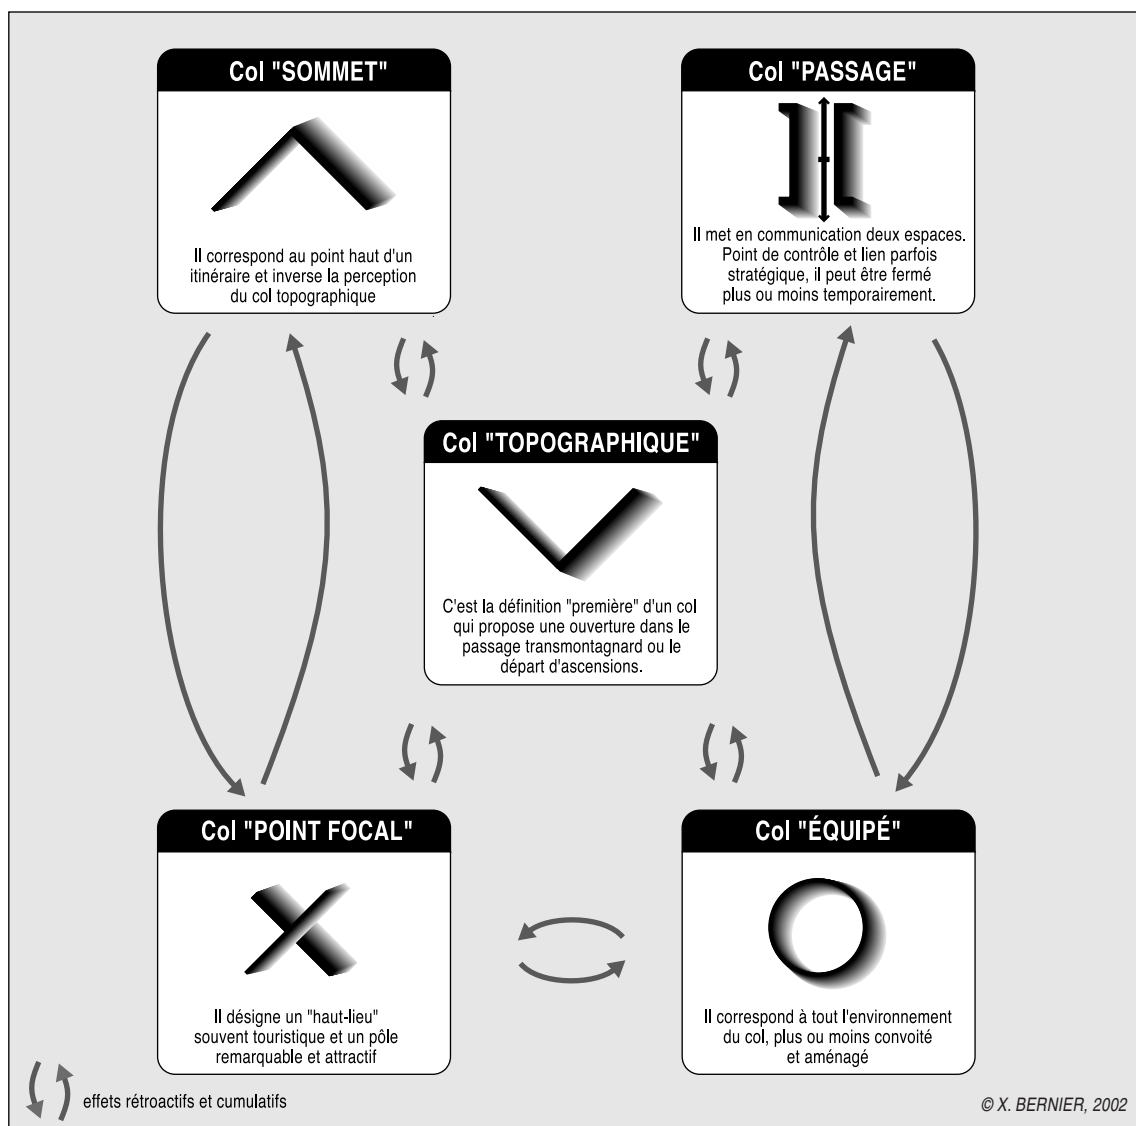 Col "SOMMET"
Il correspond au point haut d'un
itinéraire et inverse la perception
du col topographique
Col "PASSAGE"
Il met en communication deux espaces.
Point de contrôle et lien parfois
stratégique, il peut être fermé
plus ou moins temporairement.
Col "TOPOGRAPHIQUE"
C'est la définition "première" d'un col
qui propose une ouverture dans le
passage transmontagnard ou le
départ d'ascensions.
Col "POINT FOCAL"
Il désigne un "haut-lieu"
souvent touristique et un pôle
remarquable et attractif
Col "ÉQUIPÉ"
Il correspond à tout l'environnement
du col, plus ou moins convoité
et aménagé
effets rétroactifs et cumulatifs
© X. BERNIER, 2002